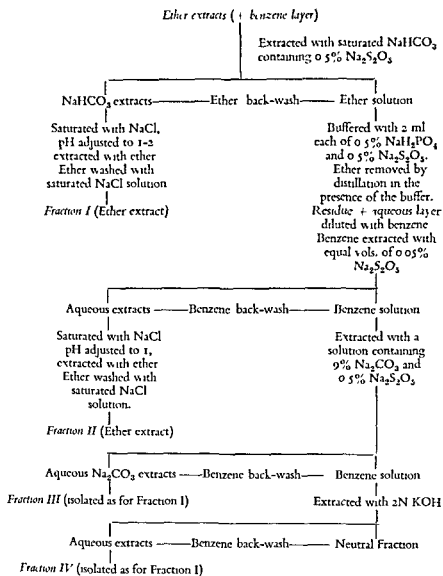 Ether extracts (+ benzene layer)
Extracted with saturated NaHCO3
containing 0 5% Na2S2O5
NaHCO3 extracts — Ether back-wash — Ether solution
Saturated with NaCl,
pH adjusted to 1-2
extracted with ether
Ether washed with
saturated NaCl solution
Fraction I (Ether extract)
Buffered with 2 ml
each of 0 5% NaH2PO4
and 0 5% Na2S2O5.
Ether removed by
distillation in the
presence of the buffer.
Residue + aqueous layer
diluted with benzene
Benzene extracted with
equal vols. of 0 05%
Na2S2O5
Aqueous extracts — Benzene back-wash — Benzene solution
Saturated with NaCl
pH adjusted to 1,
extracted with ether
Ether washed with
saturated NaCl
solution.
Fraction II (Ether extract)
Extracted with a
solution containing
9% Na2CO3 and
0 5% Na2S2O5
Aqueous Na2CO3 extracts — Benzene back-wash — Benzene solution
Fraction III (isolated as for Fraction I)
Extracted with 2N KOH
Aqueous extracts — Benzene back-wash — Neutral Fraction
Fraction IV (isolated as for Fraction I)